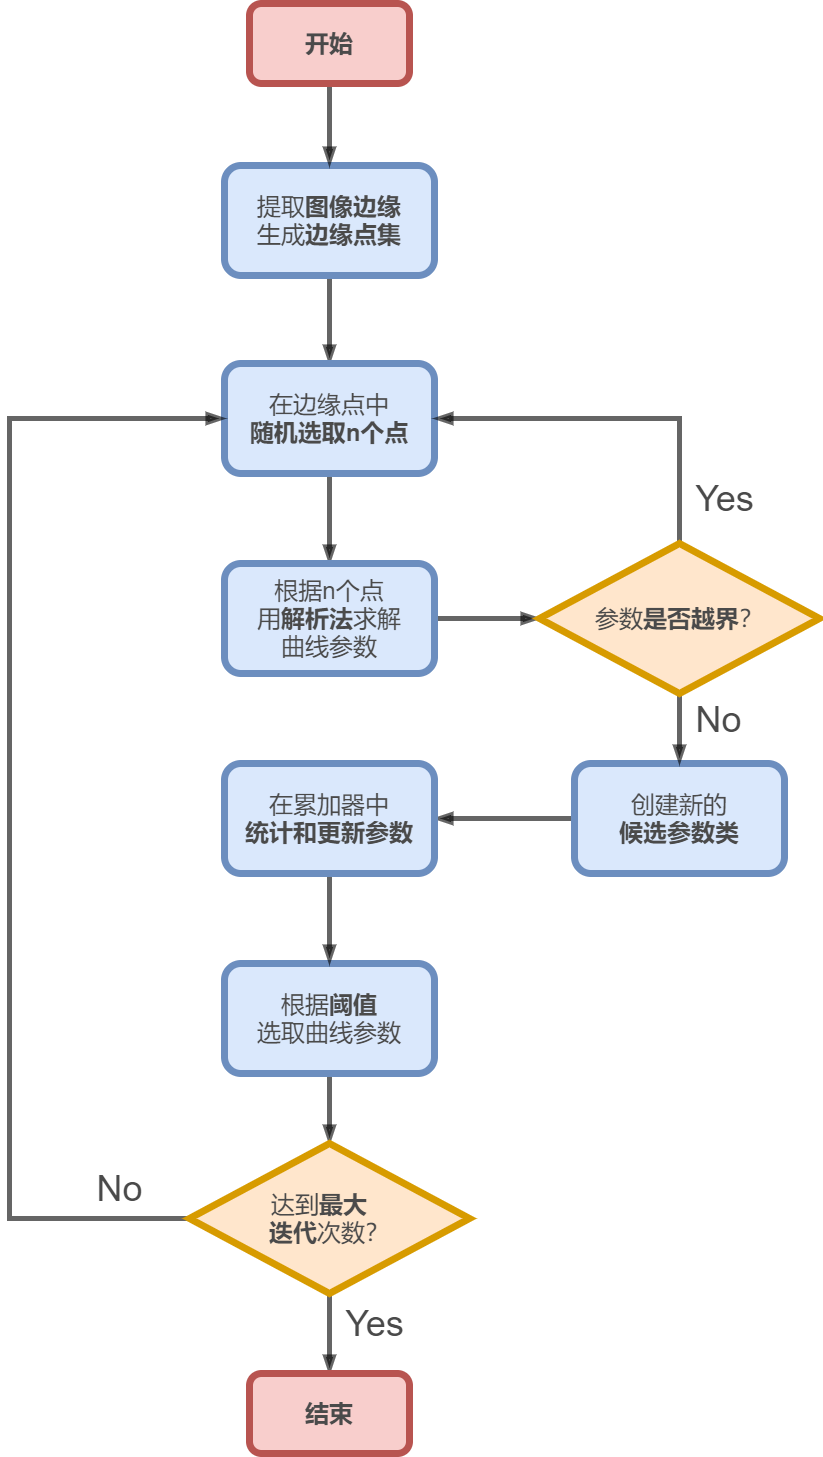 开始
提取图像边缘
生成边缘点集
在边缘点中
随机选取n个点
Yes
根据n个点
用解析法求解
曲线参数
参数是否越界?
No
创建新的
候选参数类
在累加器中
统计和更新参数
根据阈值
选取曲线参数
达到最大
迭代次数?
No
Yes
结束